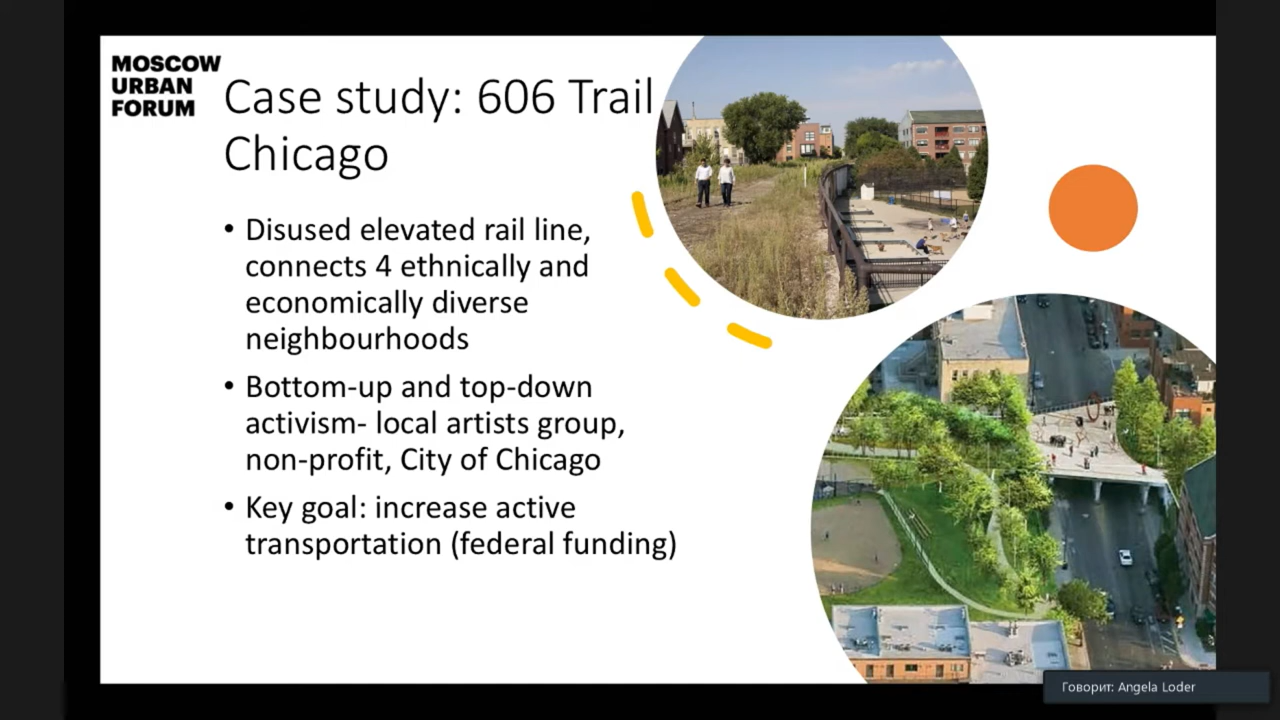 MOSCOW
URBAN
FORUM
Case study: 606 Trail
Chicago
• Disused elevated rail line,
connects 4 ethnically and
economically diverse
neighbourhoods
• Bottom-up and top-down
activism- local artists group,
non-profit, City of Chicago
• Key goal: increase active
transportation (federal funding)
Говорит: Angela Loder